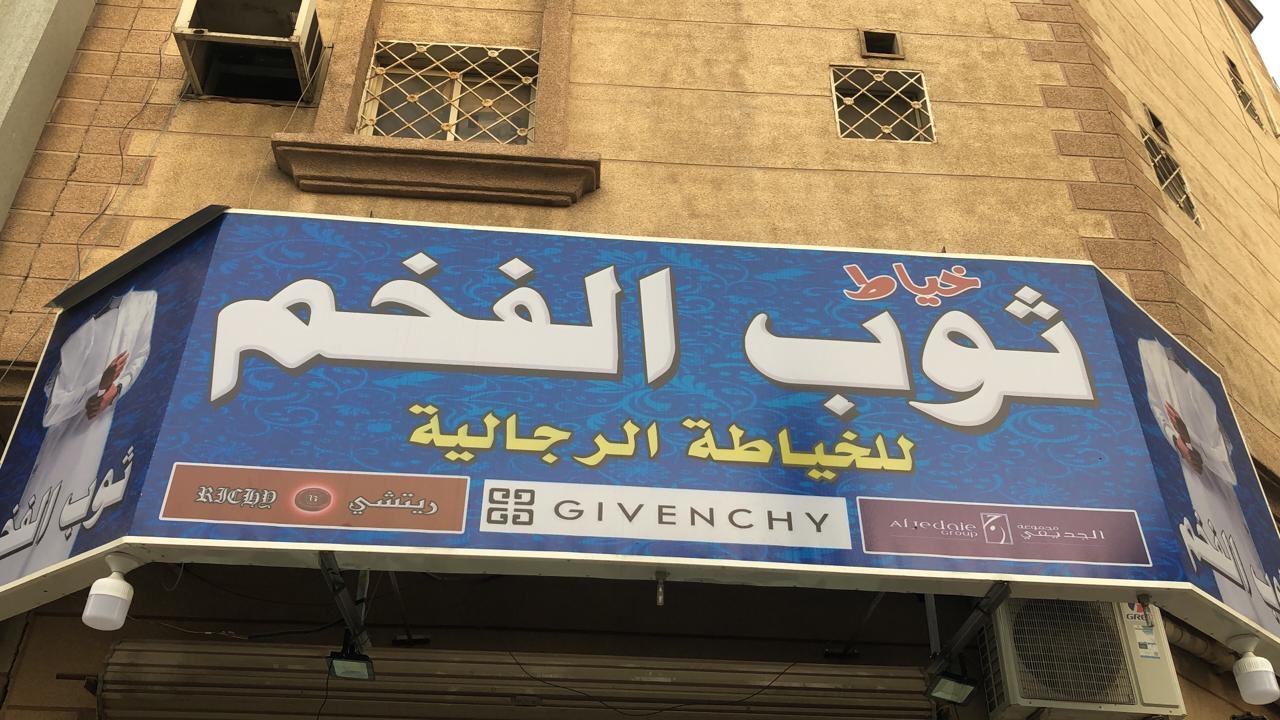 خياط
ثوب الفخم
للخياطة الرجالية
RICHY ريتشي
GIVENCHY
Aljedaie Group
مجموعة
الجديعي
ثوب الفخم
ثوب الفخم